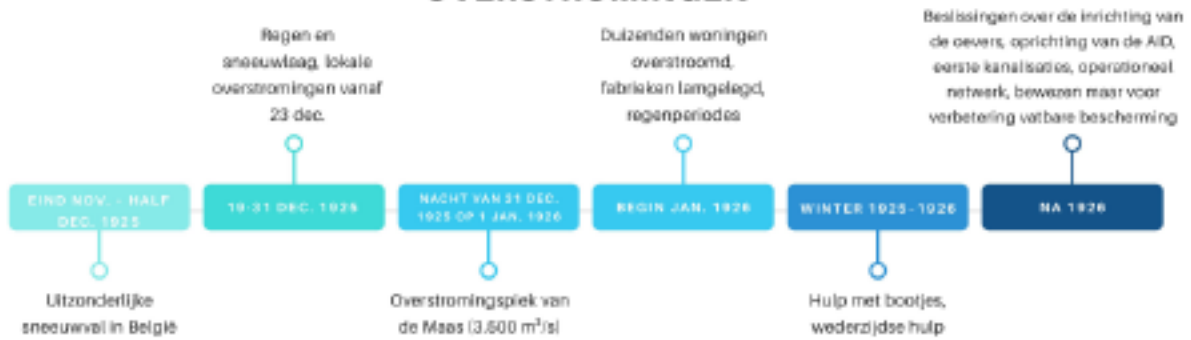 Regen en
sneeuwlaag, lokale
overstromingen vanaf
23 dec.
Duizenden woningen
overstroomd,
fabrieken lamgelegd,
regenperiodes
Beslissingen over de inrichting van
de oevers, oprichting van de AID,
eerste kanalisaties, operationeel
netwerk, bewezen maar voor
verbetering vatbare bescherming
EIND NOV. - HALF
DEC. 1925
19-31 DEC. 1925
NACHT VAN 31 DEC.
1925 OP 1 JAN. 1926
BEGIN JAN. 1926
WINTER 1925-1926
NA 1926
Uitzonderlijke
sneeuwval in België
Overstromingspiek van
de Maas (3.600 m³/s)
Hulp met bootjes,
wederzijdse hulp